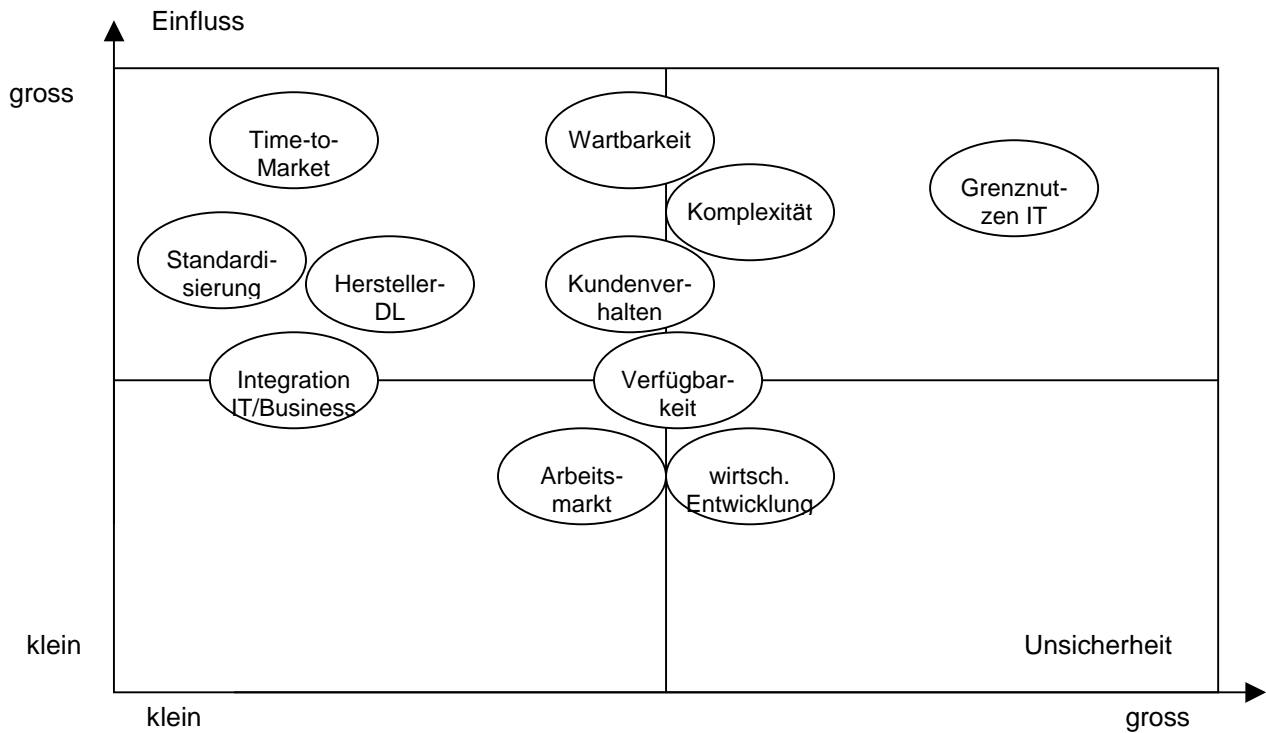 Einfluss
gross
Time-to-
Market
Wartbarkeit
Grenznut-
zen IT
Komplexität
Standardi-
sierung
Hersteller-
DL
Kundenver-
halten
Integration
IT/Business
Verfügbar-
keit
Arbeits-
markt
wirtsch.
Entwicklung
klein
Unsicherheit
klein
gross